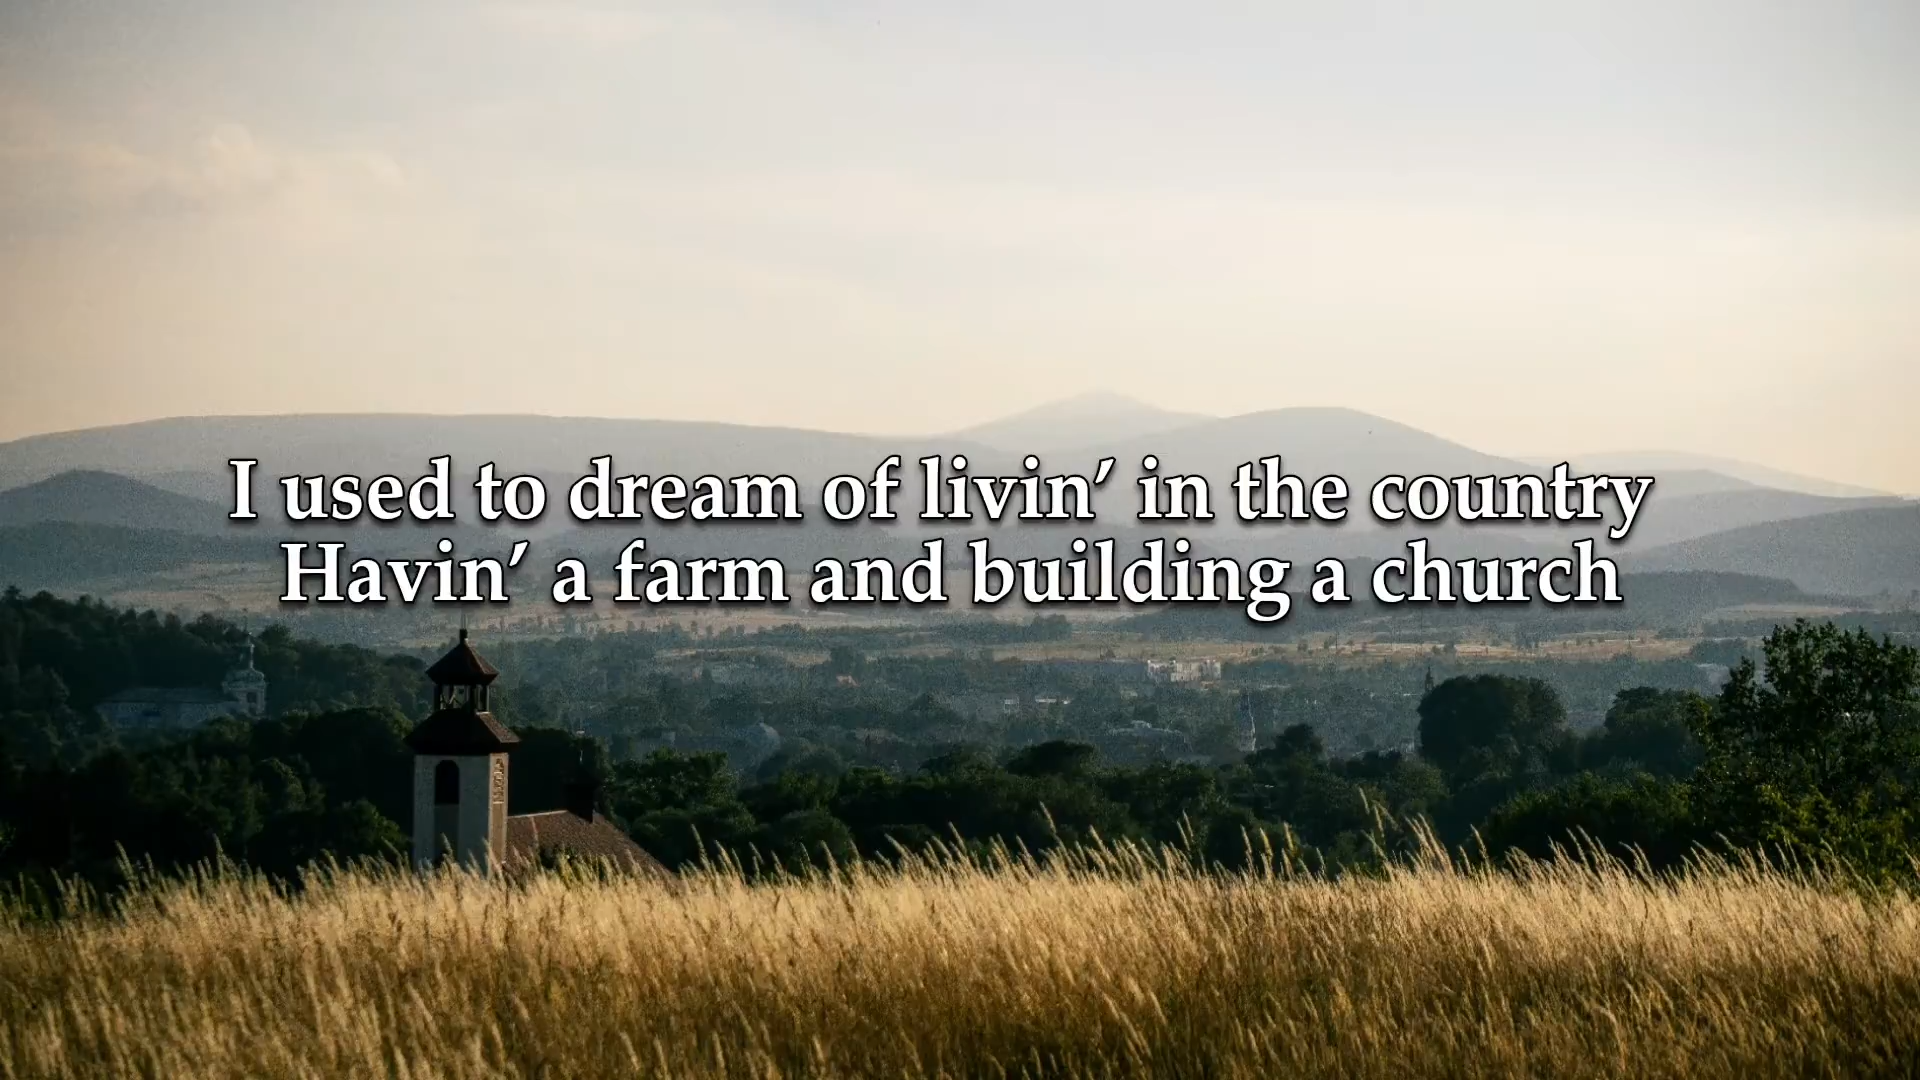 I used to dream of livin’ in the country
Havin’ a farm and building a church